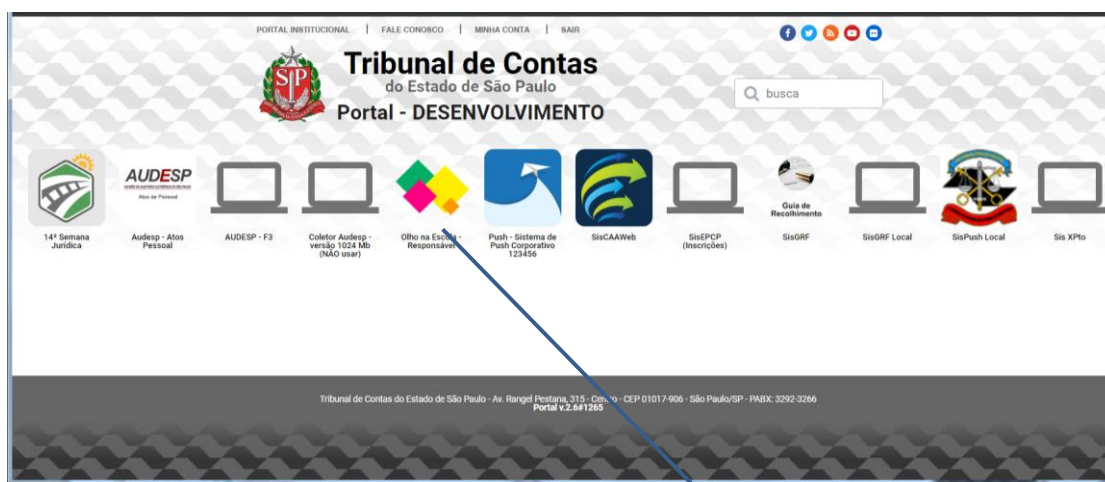 PORTAL INSTITUCIONAL | FALE CONOSCO | MINHA CONTA | SAIR
SP
Tribunal de Contas
do Estado de São Paulo
Portal - DESENVOLVIMENTO
busca
AUDESP
Atos de Pessoal
Guia de
Recolhimento
14ª Semana
Jurídica
Audesp - Atos
Pessoal
AUDESP - F3
Coletor Audesp -
versão 1024 Mb
(NÃO usar)
Olho na Escola -
Responsável
Push - Sistema de
Push Corporativo
123456
SisCAAWeb
SisEPCP
(Inscrições)
SisGRF
SisGRF Local
SisPush Local
Sis XPto
Tribunal de Contas do Estado de São Paulo - Av. Rangel Pestana, 315 - Centro - CEP 01017-906 - São Paulo/SP - PABX: 3292-3266
Portal v.2.6#1265